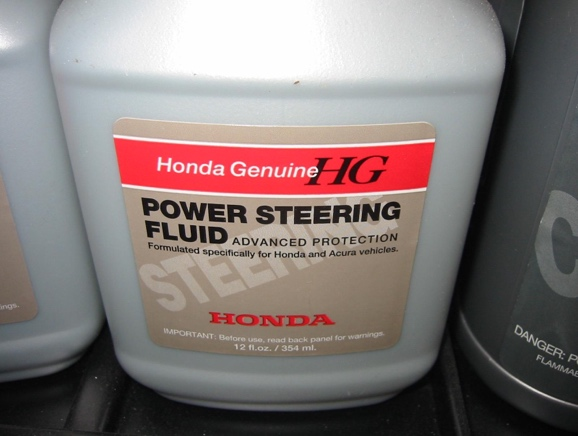 Honda Genuine HG
POWER STEERING
FLUID ADVANCED PROTECTION
Formulated specifically for Honda and Acura vehicles.
STEERING
HONDA
IMPORTANT: Before use, read back panel for warnings.
12 fl.oz. / 354 ml.
DANGER: